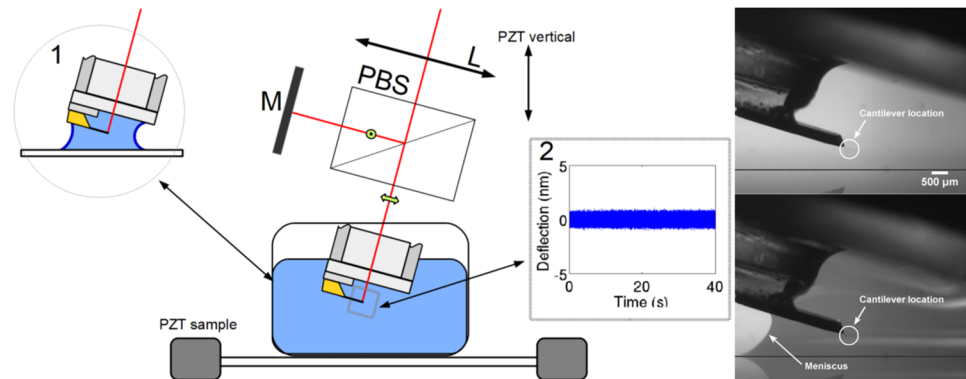 1
PZT vertical
L
PBS
M
2
5
0
-5
Deflection (nm)
0
20
40
Time (s)
PZT sample
Cantilever location
500 µm
Cantilever location
Meniscus